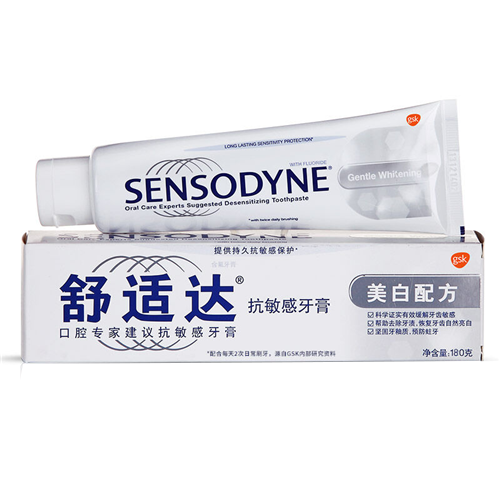 LONG LASTING SENSITIVITY PROTECTION*
WITH FLUORIDE
SENSODYNE®
Oral Care Experts Suggested Desensitizing Toothpaste
*with twice daily brushing
Gentle Whitening
gsk
提供持久抗敏感保护*
含氟牙膏
舒适达®
抗敏感牙膏
口腔专家建议抗敏感牙膏
*配合每天2次日常刷牙，源自GSK内部研究资料
gsk
美白配方
科学证实有效缓解牙齿敏感
帮助去除牙渍，恢复牙齿自然亮白
坚固牙釉质，预防蛀牙
净含量:180克